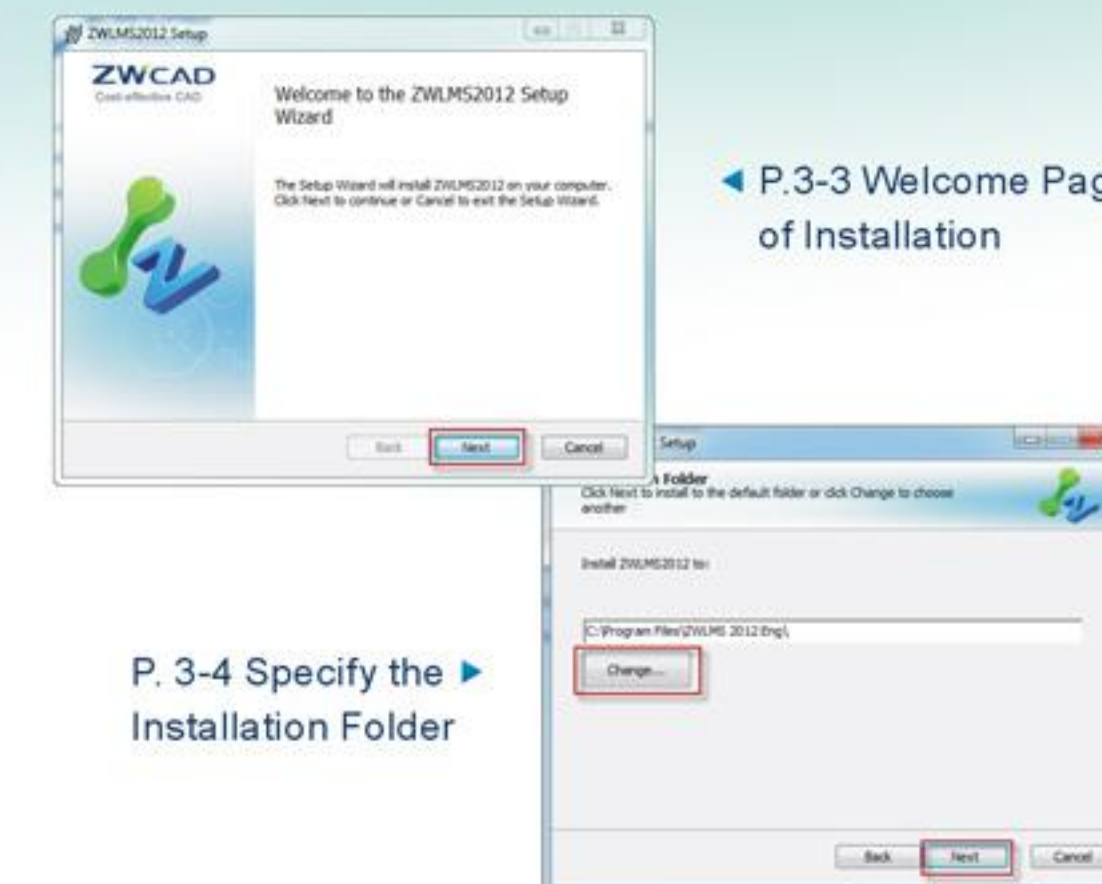 ZWLMS2012 Setup
ZWCAD
Cost-effective CAD
Welcome to the ZWLMS2012 Setup
Wizard
The Setup Wizard will install ZWLMS2012 on your computer.
Click Next to continue or Cancel to exit the Setup Wizard.
Back Next Cancel
◀ P.3-3 Welcome Pag
of Installation
Setup
n Folder
Click Next to install to the default folder or click Change to choose
another
Install ZWLMS2012 to:
C:\Program Files\ZWLMS 2012 Eng\
Change...
P. 3-4 Specify the ▶
Installation Folder
Back Next Cancel